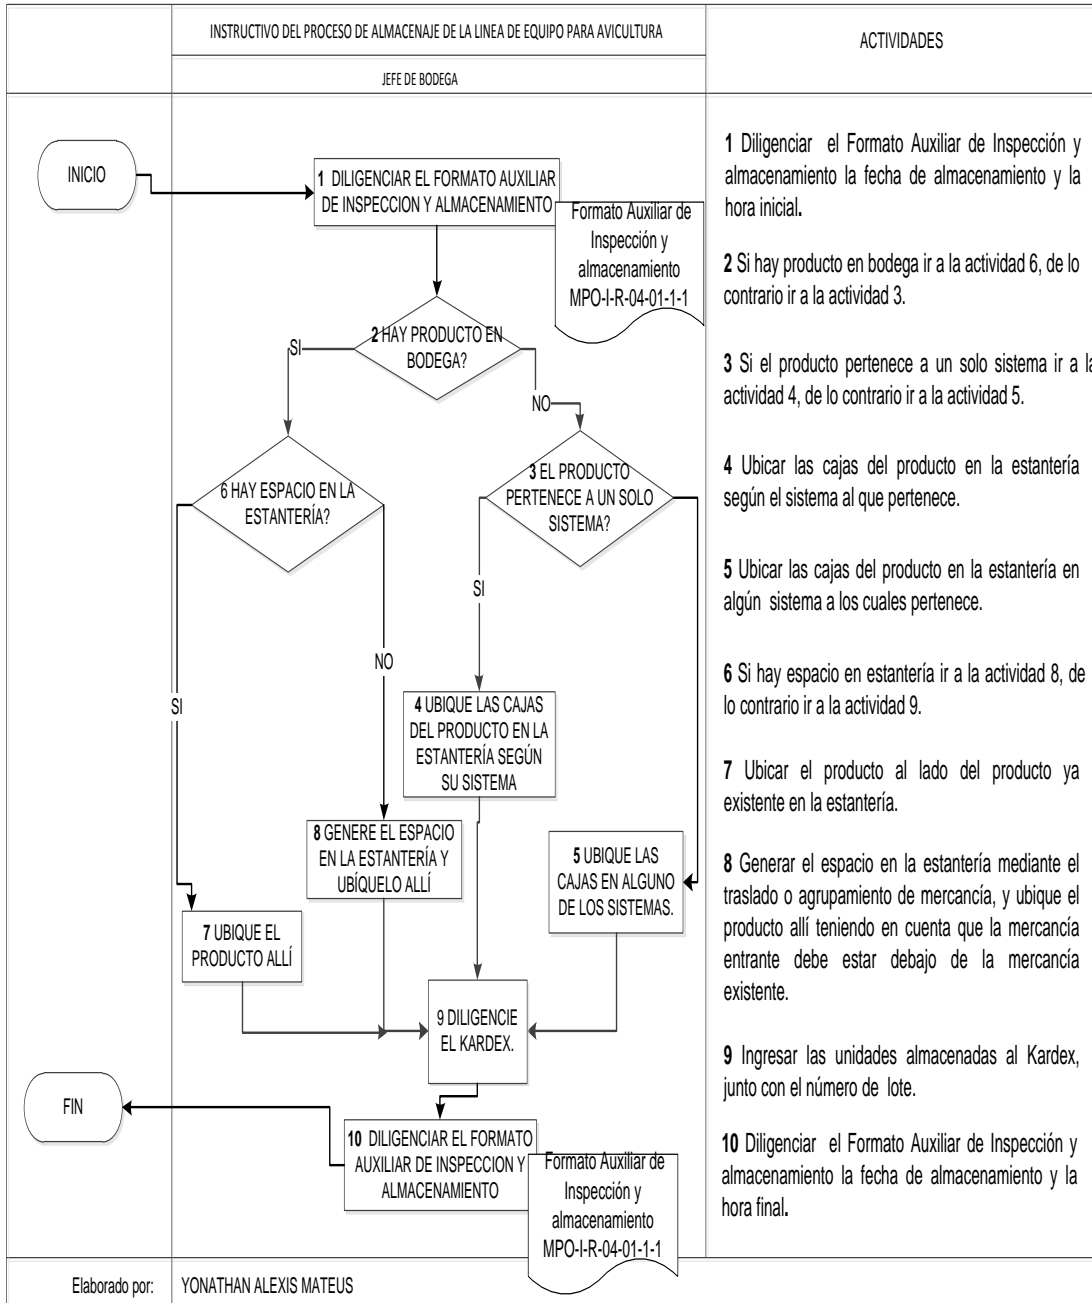 INSTRUCTIVO DEL PROCESO DE ALMACENAJE DE LA LINEA DE EQUIPO PARA AVICULTURA
JEFE DE BODEGA
ACTIVIDADES
INICIO
1 DILIGENCIAR EL FORMATO AUXILIAR
DE INSPECCION Y ALMACENAMIENTO
Formato Auxiliar de
Inspección y
almacenamiento
MPO-I-R-04-01-1-1
2 HAY PRODUCTO EN
BODEGA?
SI
NO
6 HAY ESPACIO EN LA
ESTANTERÍA?
3 EL PRODUCTO
PERTENECE A UN SOLO
SISTEMA?
SI
NO
SI
4 UBIQUE LAS CAJAS
DEL PRODUCTO EN LA
ESTANTERÍA SEGÚN
SU SISTEMA
8 GENERE EL ESPACIO
EN LA ESTANTERÍA Y
UBÍQUELO ALLÍ
5 UBIQUE LAS
CAJAS EN ALGUNO
DE LOS SISTEMAS.
7 UBIQUE EL
PRODUCTO ALLÍ
9 DILIGENCIE
EL KARDEX.
FIN
10 DILIGENCIAR EL FORMATO
AUXILIAR DE INSPECCION Y
ALMACENAMIENTO
Formato Auxiliar de
Inspección y
almacenamiento
MPO-I-R-04-01-1-1
1 Diligenciar el Formato Auxiliar de Inspección y
almacenamiento la fecha de almacenamiento y la
hora inicial.
2 Si hay producto en bodega ir a la actividad 6, de lo
contrario ir a la actividad 3.
3 Si el producto pertenece a un solo sistema ir a la
actividad 4, de lo contrario ir a la actividad 5.
4 Ubicar las cajas del producto en la estantería
según el sistema al que pertenece.
5 Ubicar las cajas del producto en la estantería en
algún sistema a los cuales pertenece.
6 Si hay espacio en estantería ir a la actividad 8, de
lo contrario ir a la actividad 9.
7 Ubicar el producto al lado del producto ya
existente en la estantería.
8 Generar el espacio en la estantería mediante el
traslado o agrupamiento de mercancía, y ubique el
producto allí teniendo en cuenta que la mercancía
entrante debe estar debajo de la mercancía
existente.
9 Ingresar las unidades almacenadas al Kardex,
junto con el número de lote.
10 Diligenciar el Formato Auxiliar de Inspección y
almacenamiento la fecha de almacenamiento y la
hora final.
Elaborado por: YONATHAN ALEXIS MATEUS